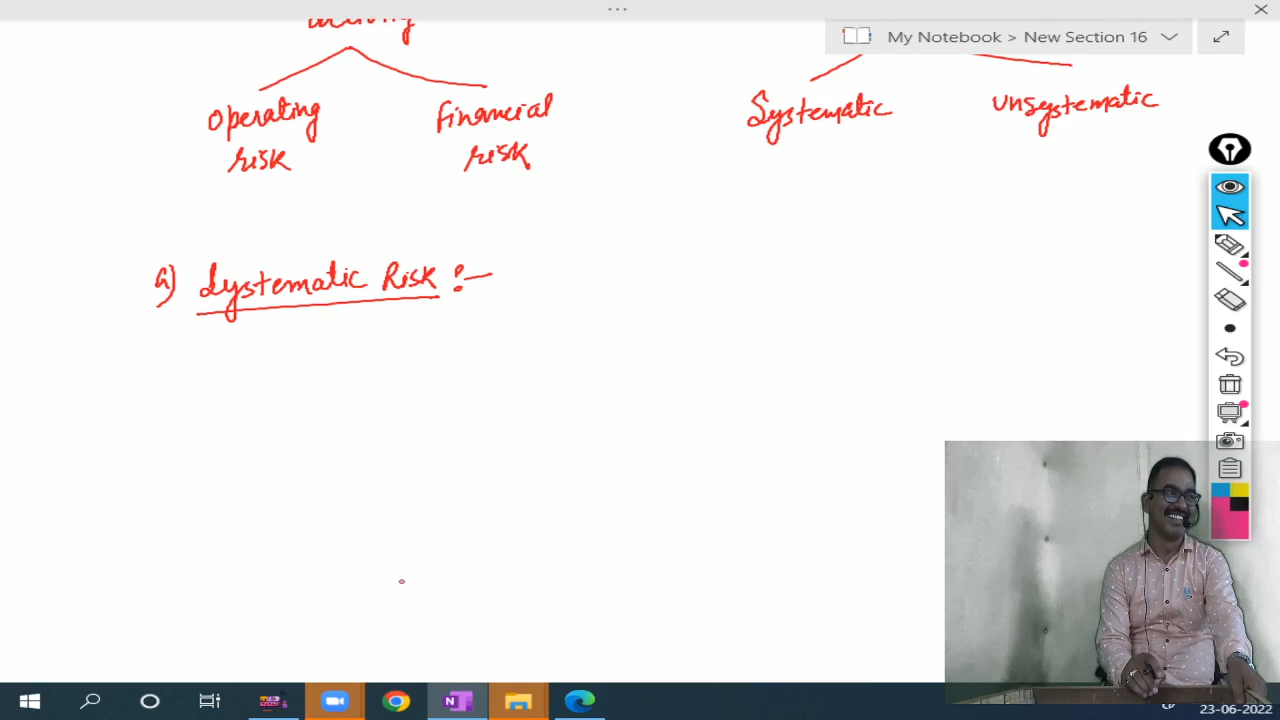 My Notebook > New Section 16
Operating risk
Financial risk
Systematic
Unsystematic
a) Systematic Risk :-
23-06-2022